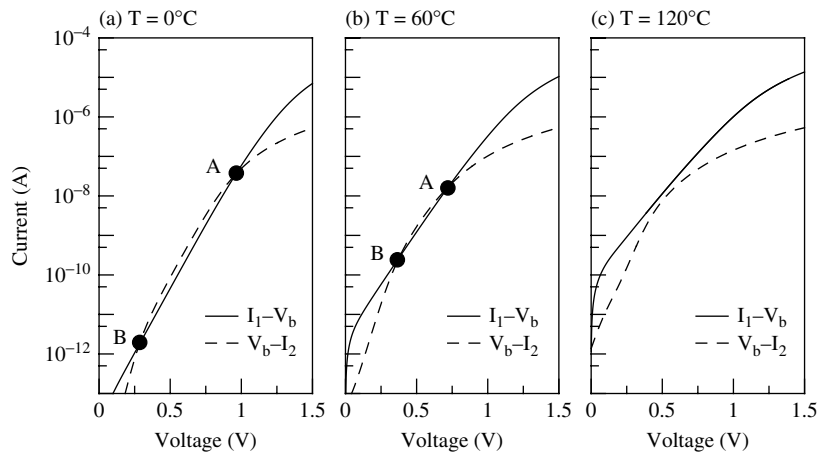 (a) T = 0°C
(b) T = 60°C
(c) T = 120°C
10⁻⁴
10⁻⁶
10⁻⁸
10⁻¹⁰
10⁻¹²
Current (A)
A
B
I₁–V_b
V_b–I₂
A
B
I₁–V_b
V_b–I₂
I₁–V_b
V_b–I₂
0 0.5 1 1.5
0 0.5 1 1.5
0 0.5 1 1.5
Voltage (V)
Voltage (V)
Voltage (V)